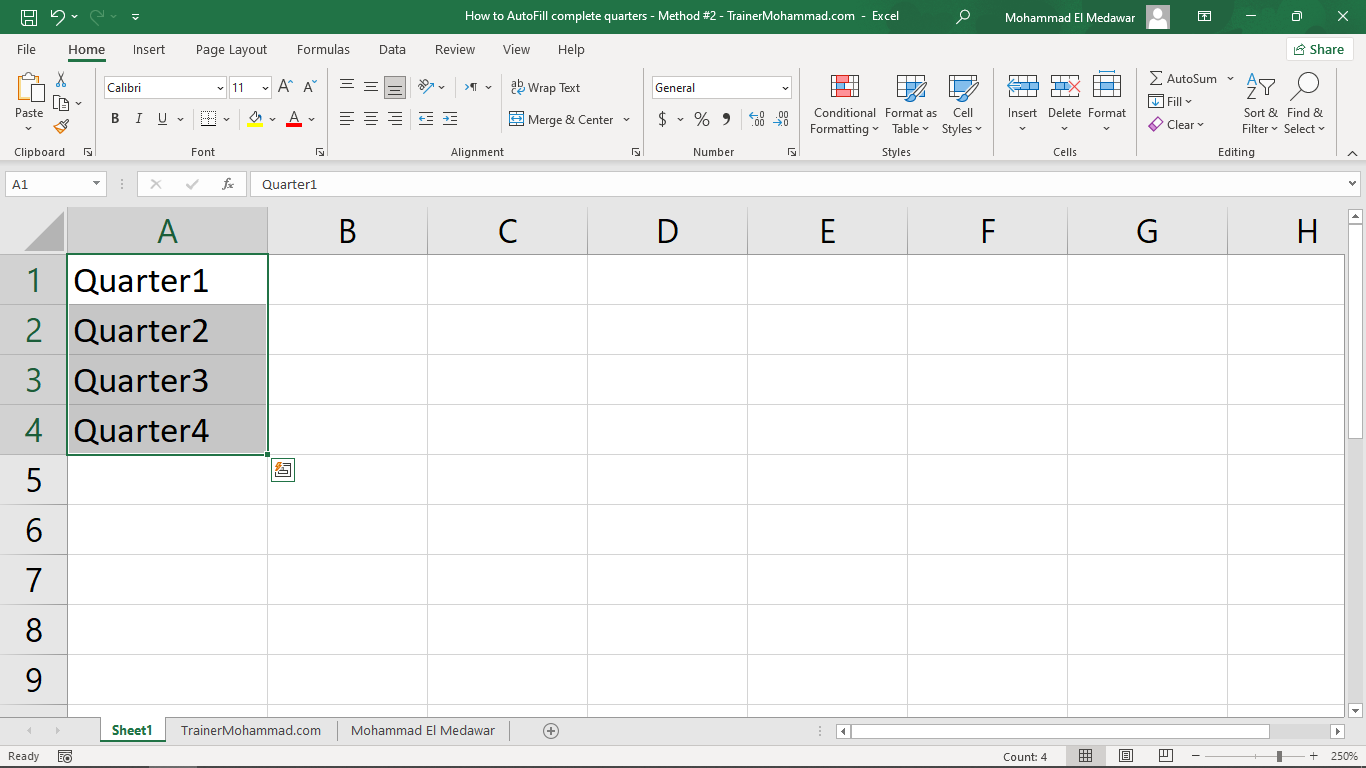 How to AutoFill complete quarters - Method #2 - TrainerMohammad.com - Excel
Mohammad El Medawar
File Home Insert Page Layout Formulas Data Review View Help
Share
Paste
Clipboard
Calibri 11
B I U A
Font
Wrap Text
Merge & Center
Alignment
General
$ % 9
Number
Conditional Formatting
Format as Table
Cell Styles
Styles
Insert Delete Format
Cells
AutoSum
Fill
Clear
Sort & Filter
Find & Select
Editing
A1 fx Quarter1
A B C D E F G H
1 Quarter1
2 Quarter2
3 Quarter3
4 Quarter4
5
6
7
8
9
Sheet1 TrainerMohammad.com Mohammad El Medawar
Ready Count: 4 250%